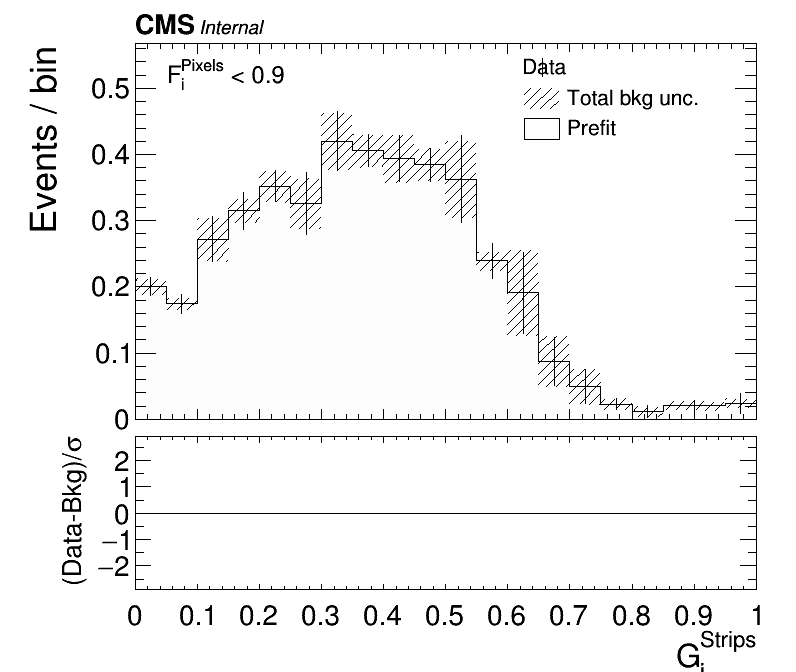 CMS Internal
F_i^Pixels < 0.9
Data
Total bkg unc.
Prefit
Events / bin
0.5
0.4
0.3
0.2
0.1
0
(Data-Bkg)/σ
2
1
0
−1
−2
0 0.1 0.2 0.3 0.4 0.5 0.6 0.7 0.8 0.9 1
G_i^Strips